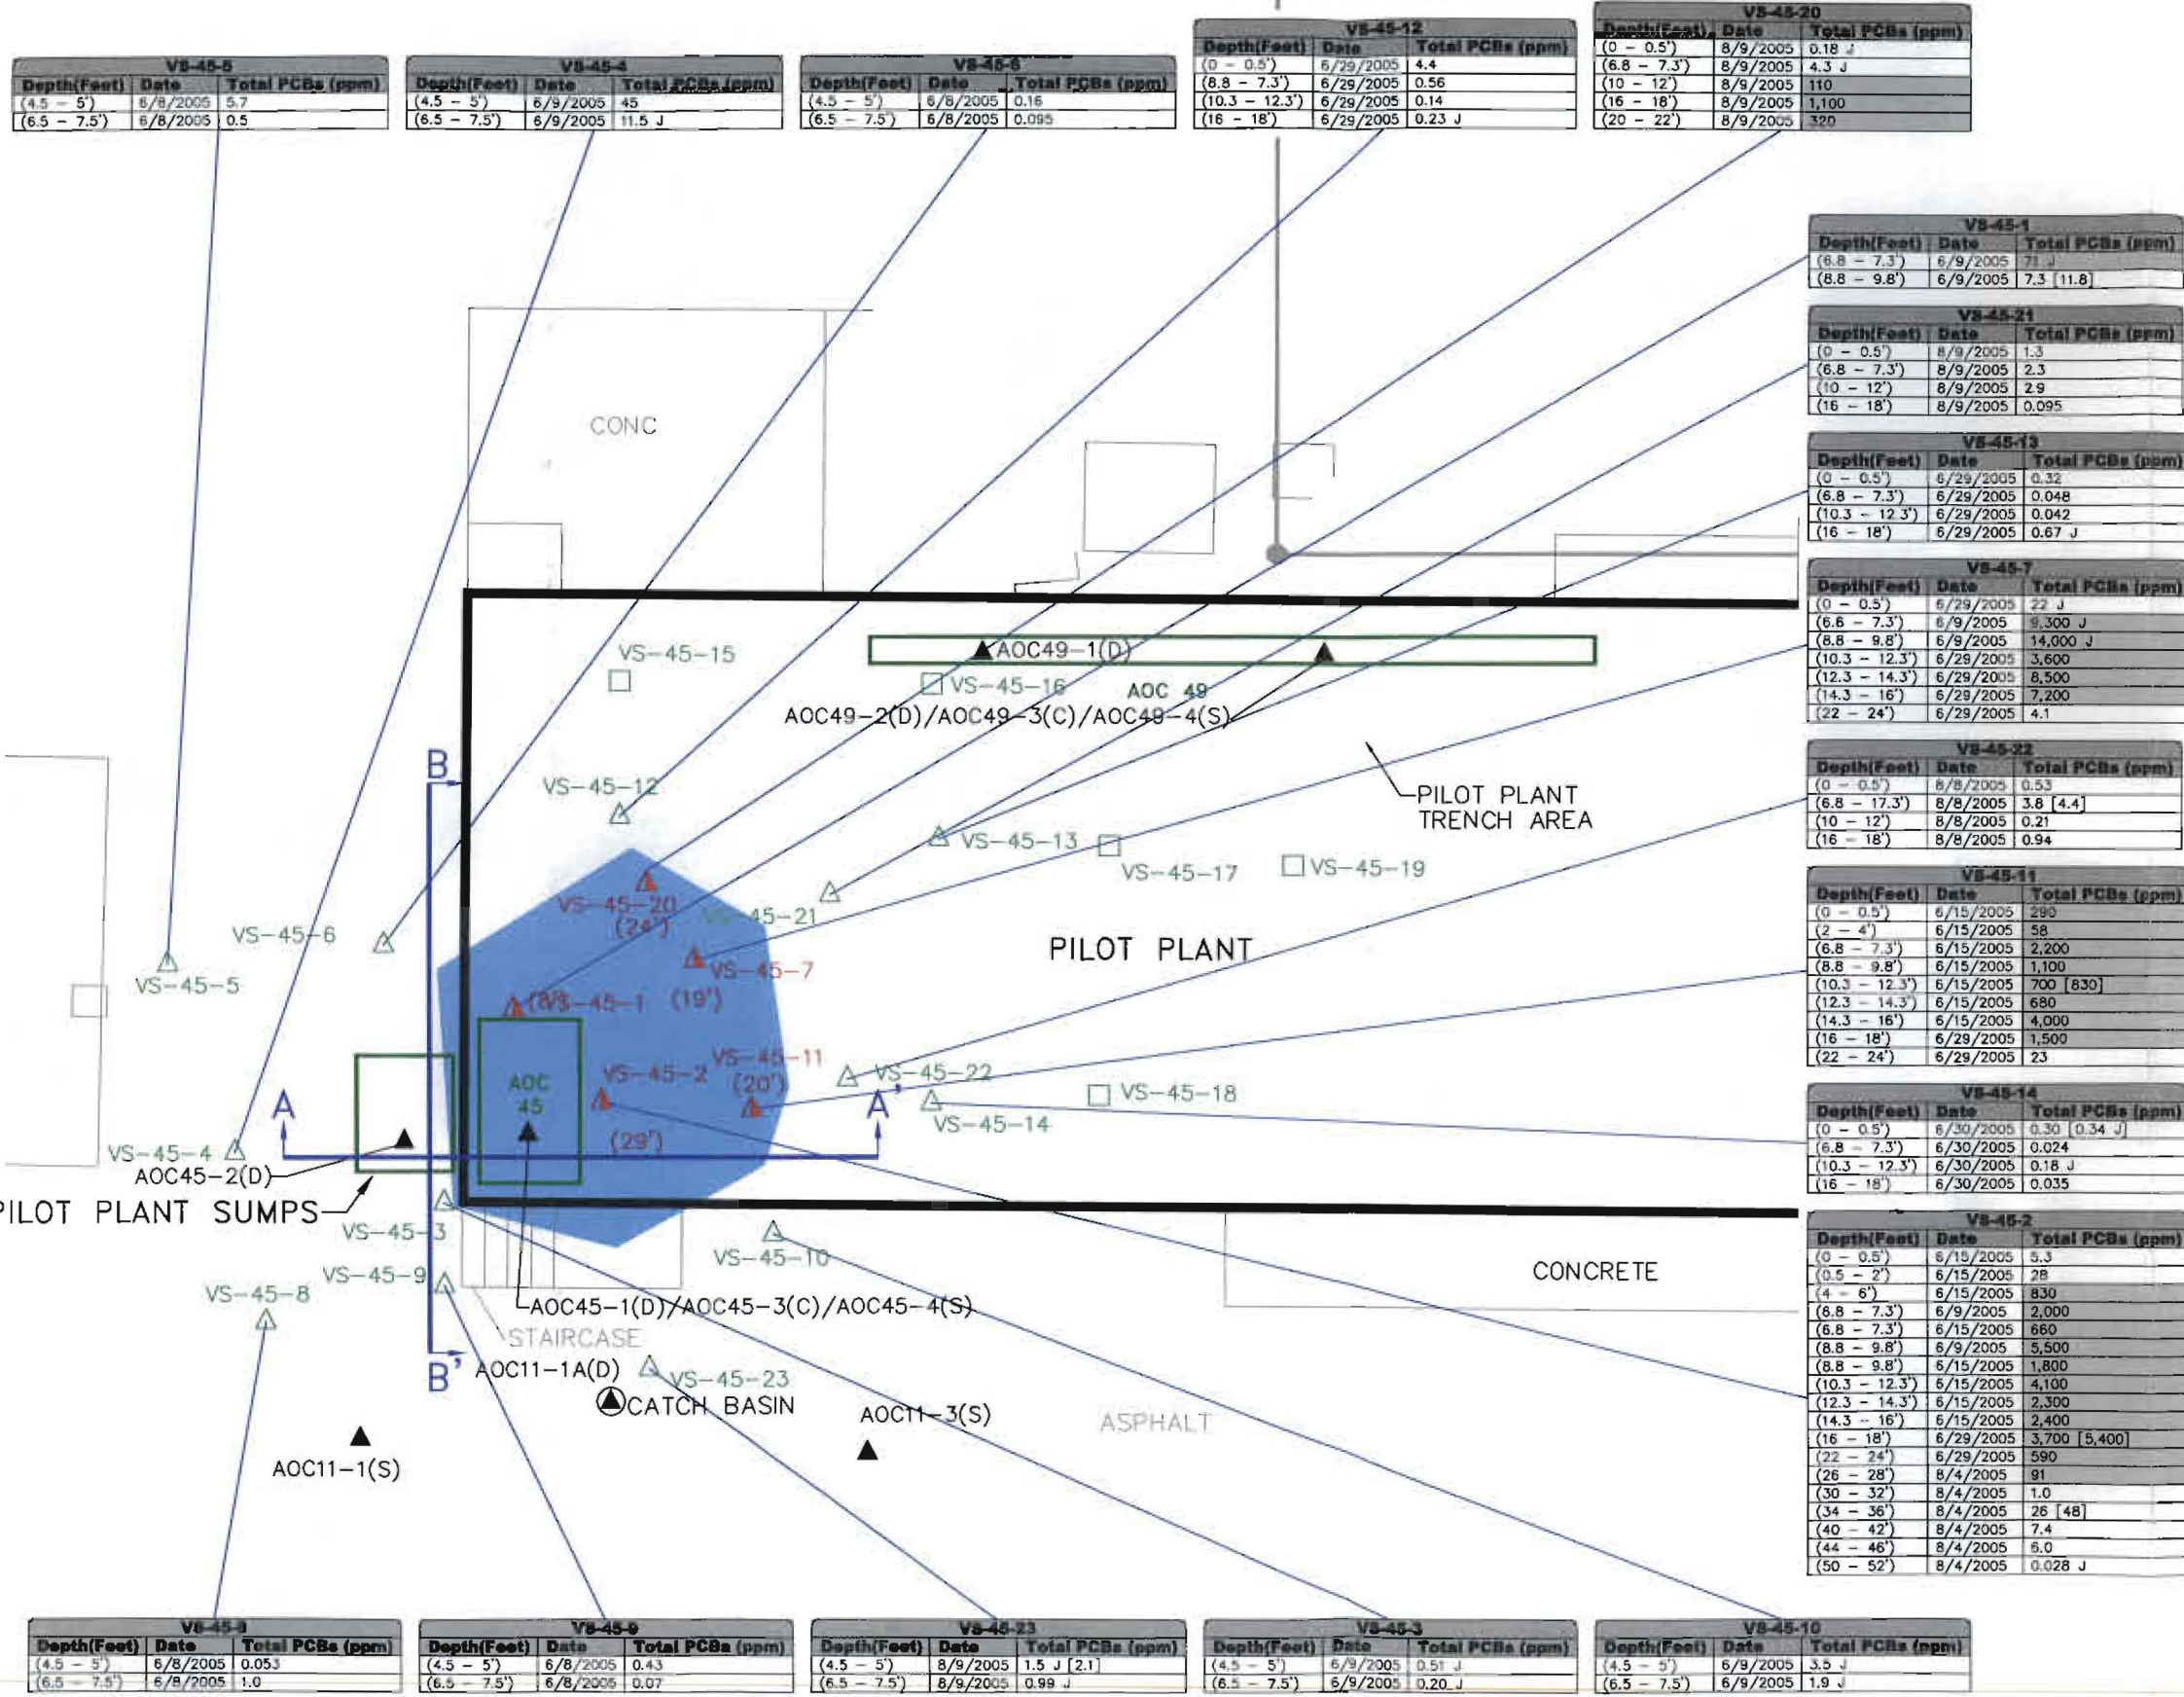 VS-45-5
Depth(Feet) Date Total PCBs (ppm)
(4.5 - 5') 6/8/2005 5.7
(6.5 - 7.5') 6/8/2005 0.5
VS-45-4
Depth(Feet) Date Total PCBs (ppm)
(4.5 - 5') 6/9/2005 45
(6.5 - 7.5') 6/9/2005 11.5 J
VS-45-6
Depth(Feet) Date Total PCBs (ppm)
(4.5 - 5') 6/8/2005 0.16
(6.5 - 7.5') 6/8/2005 0.095
VS-45-12
Depth(Feet) Date Total PCBs (ppm)
(0 - 0.5') 6/29/2005 4.4
(8.8 - 7.3') 6/29/2005 0.56
(10.3 - 12.3') 6/29/2005 0.14
(16 - 18') 6/29/2005 0.23 J
VS-45-20
Depth(Feet) Date Total PCBs (ppm)
(0 - 0.5') 8/9/2005 0.18 J
(6.8 - 7.3') 8/9/2005 4.3 J
(10 - 12') 8/9/2005 110
(16 - 18') 8/9/2005 1,100
(20 - 22') 8/9/2005 320
VS-45-1
Depth(Feet) Date Total PCBs (ppm)
(6.8 - 7.3') 6/9/2005 71 J
(8.8 - 9.8') 6/9/2005 7.3 [11.8]
VS-45-21
Depth(Feet) Date Total PCBs (ppm)
(0 - 0.5') 8/9/2005 1.3
(6.8 - 7.3') 8/9/2005 2.3
(10 - 12') 8/9/2005 2.9
(16 - 18') 8/9/2005 0.095
VS-45-13
Depth(Feet) Date Total PCBs (ppm)
(0 - 0.5') 6/29/2005 0.32
(6.8 - 7.3') 6/29/2005 0.048
(10.3 - 12.3') 6/29/2005 0.042
(16 - 18') 6/29/2005 0.67 J
VS-45-7
Depth(Feet) Date Total PCBs (ppm)
(0 - 0.5') 6/29/2005 22 J
(6.6 - 7.3') 6/9/2005 9,300 J
(8.8 - 9.8') 6/9/2005 14,000 J
(10.3 - 12.3') 6/29/2005 3,600
(12.3 - 14.3') 6/29/2005 8,500
(14.3 - 16') 6/29/2005 7,200
(22 - 24') 6/29/2005 4.1
VS-45-22
Depth(Feet) Date Total PCBs (ppm)
(0 - 0.5') 8/8/2005 0.53
(6.8 - 17.3') 8/8/2005 3.8 [4.4]
(10 - 12') 8/8/2005 0.21
(16 - 18') 8/8/2005 0.94
VS-45-11
Depth(Feet) Date Total PCBs (ppm)
(0 - 0.5') 6/15/2005 290
(2 - 4') 6/15/2005 58
(6.8 - 7.3') 6/15/2005 2,200
(8.8 - 9.8') 6/15/2005 1,100
(10.3 - 12.3') 6/15/2005 700 [830]
(12.3 - 14.3') 6/15/2005 680
(14.3 - 16') 6/15/2005 4,000
(16 - 18') 6/29/2005 1,500
(22 - 24') 6/29/2005 23
VS-45-14
Depth(Feet) Date Total PCBs (ppm)
(0 - 0.5') 6/30/2005 0.30 [0.34 J]
(6.8 - 7.3') 6/30/2005 0.024
(10.3 - 12.3') 6/30/2005 0.18 J
(16 - 18') 6/30/2005 0.035
VS-45-2
Depth(Feet) Date Total PCBs (ppm)
(0 - 0.5') 6/15/2005 5.3
(0.5 - 2') 6/15/2005 28
(4 - 6') 6/15/2005 830
(6.8 - 7.3') 6/9/2005 2,000
(6.8 - 7.3') 6/15/2005 660
(8.8 - 9.8') 6/9/2005 5,500
(8.8 - 9.8') 6/15/2005 1,800
(10.3 - 12.3') 6/15/2005 4,100
(12.3 - 14.3') 6/15/2005 2,300
(14.3 - 16') 6/15/2005 2,400
(16 - 18') 6/29/2005 3,700 [5,400]
(22 - 24') 6/29/2005 590
(26 - 28') 8/4/2005 91
(30 - 32') 8/4/2005 1.0
(34 - 36') 8/4/2005 26 [48]
(40 - 42') 8/4/2005 7.4
(44 - 46') 8/4/2005 6.0
(50 - 52') 8/4/2005 0.028 J
CONC
VS-45-15
AOC49-1(D)
VS-45-16
AOC 49
AOC49-2(D)/AOC49-3(C)/AOC49-4(S)
B
VS-45-12
PILOT PLANT
TRENCH AREA
VS-45-13
VS-45-17
VS-45-19
VS-45-20
(24')
VS-45-21
VS-45-6
VS-45-5
PILOT PLANT
VS-45-7
(19')
(8') VS-45-1
VS-45-2
(29')
VS-45-11
(20')
VS-45-22
VS-45-18
VS-45-14
AOC
45
A
A'
VS-45-4
AOC45-2(D)
PILOT PLANT SUMPS
VS-45-3
VS-45-10
VS-45-9
VS-45-8
CONCRETE
AOC45-1(D)/AOC45-3(C)/AOC45-4(S)
STAIRCASE
B'
AOC11-1A(D)
VS-45-23
CATCH BASIN
AOC11-3(S)
ASPHALT
AOC11-1(S)
VS-45-8
Depth(Feet) Date Total PCBs (ppm)
(4.5 - 5') 6/8/2005 0.053
(6.5 - 7.5') 6/8/2005 1.0
VS-45-9
Depth(Feet) Date Total PCBs (ppm)
(4.5 - 5') 6/8/2005 0.43
(6.5 - 7.5') 6/8/2005 0.07
VS-45-23
Depth(Feet) Date Total PCBs (ppm)
(4.5 - 5') 8/9/2005 1.5 J [2.1]
(6.5 - 7.5') 8/9/2005 0.99 J
VS-45-3
Depth(Feet) Date Total PCBs (ppm)
(4.5 - 5') 6/9/2005 0.51 J
(6.5 - 7.5') 6/9/2005 0.20 J
VS-45-10
Depth(Feet) Date Total PCBs (ppm)
(4.5 - 5') 6/9/2005 3.5 J
(6.5 - 7.5') 6/9/2005 1.9 J